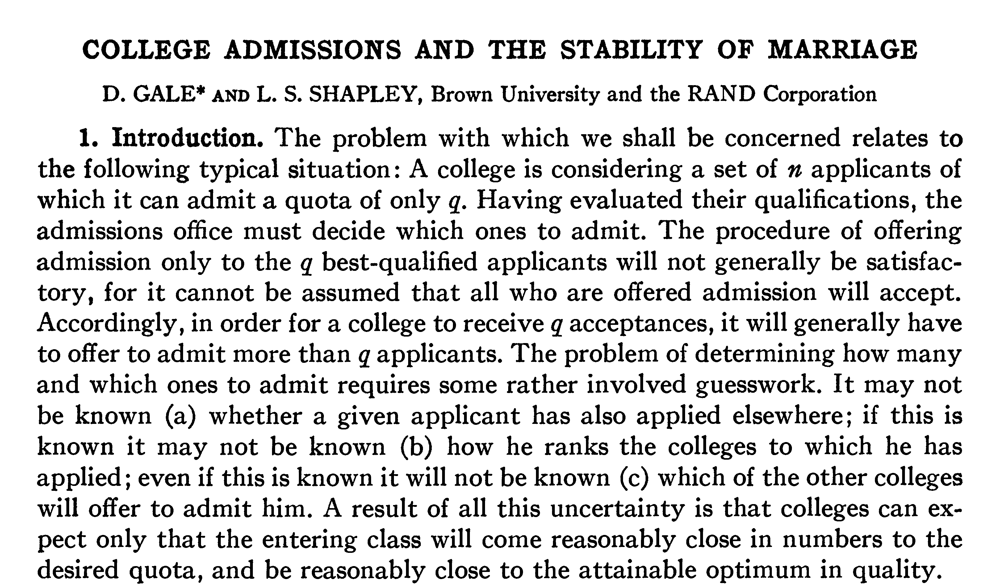 COLLEGE ADMISSIONS AND THE STABILITY OF MARRIAGE
D. GALE* AND L. S. SHAPLEY, Brown University and the RAND Corporation
1. Introduction. The problem with which we shall be concerned relates to
the following typical situation: A college is considering a set of n applicants of
which it can admit a quota of only q. Having evaluated their qualifications, the
admissions office must decide which ones to admit. The procedure of offering
admission only to the q best-qualified applicants will not generally be satisfac-
tory, for it cannot be assumed that all who are offered admission will accept.
Accordingly, in order for a college to receive q acceptances, it will generally have
to offer to admit more than q applicants. The problem of determining how many
and which ones to admit requires some rather involved guesswork. It may not
be known (a) whether a given applicant has also applied elsewhere; if this is
known it may not be known (b) how he ranks the colleges to which he has
applied; even if this is known it will not be known (c) which of the other colleges
will offer to admit him. A result of all this uncertainty is that colleges can ex-
pect only that the entering class will come reasonably close in numbers to the
desired quota, and be reasonably close to the attainable optimum in quality.